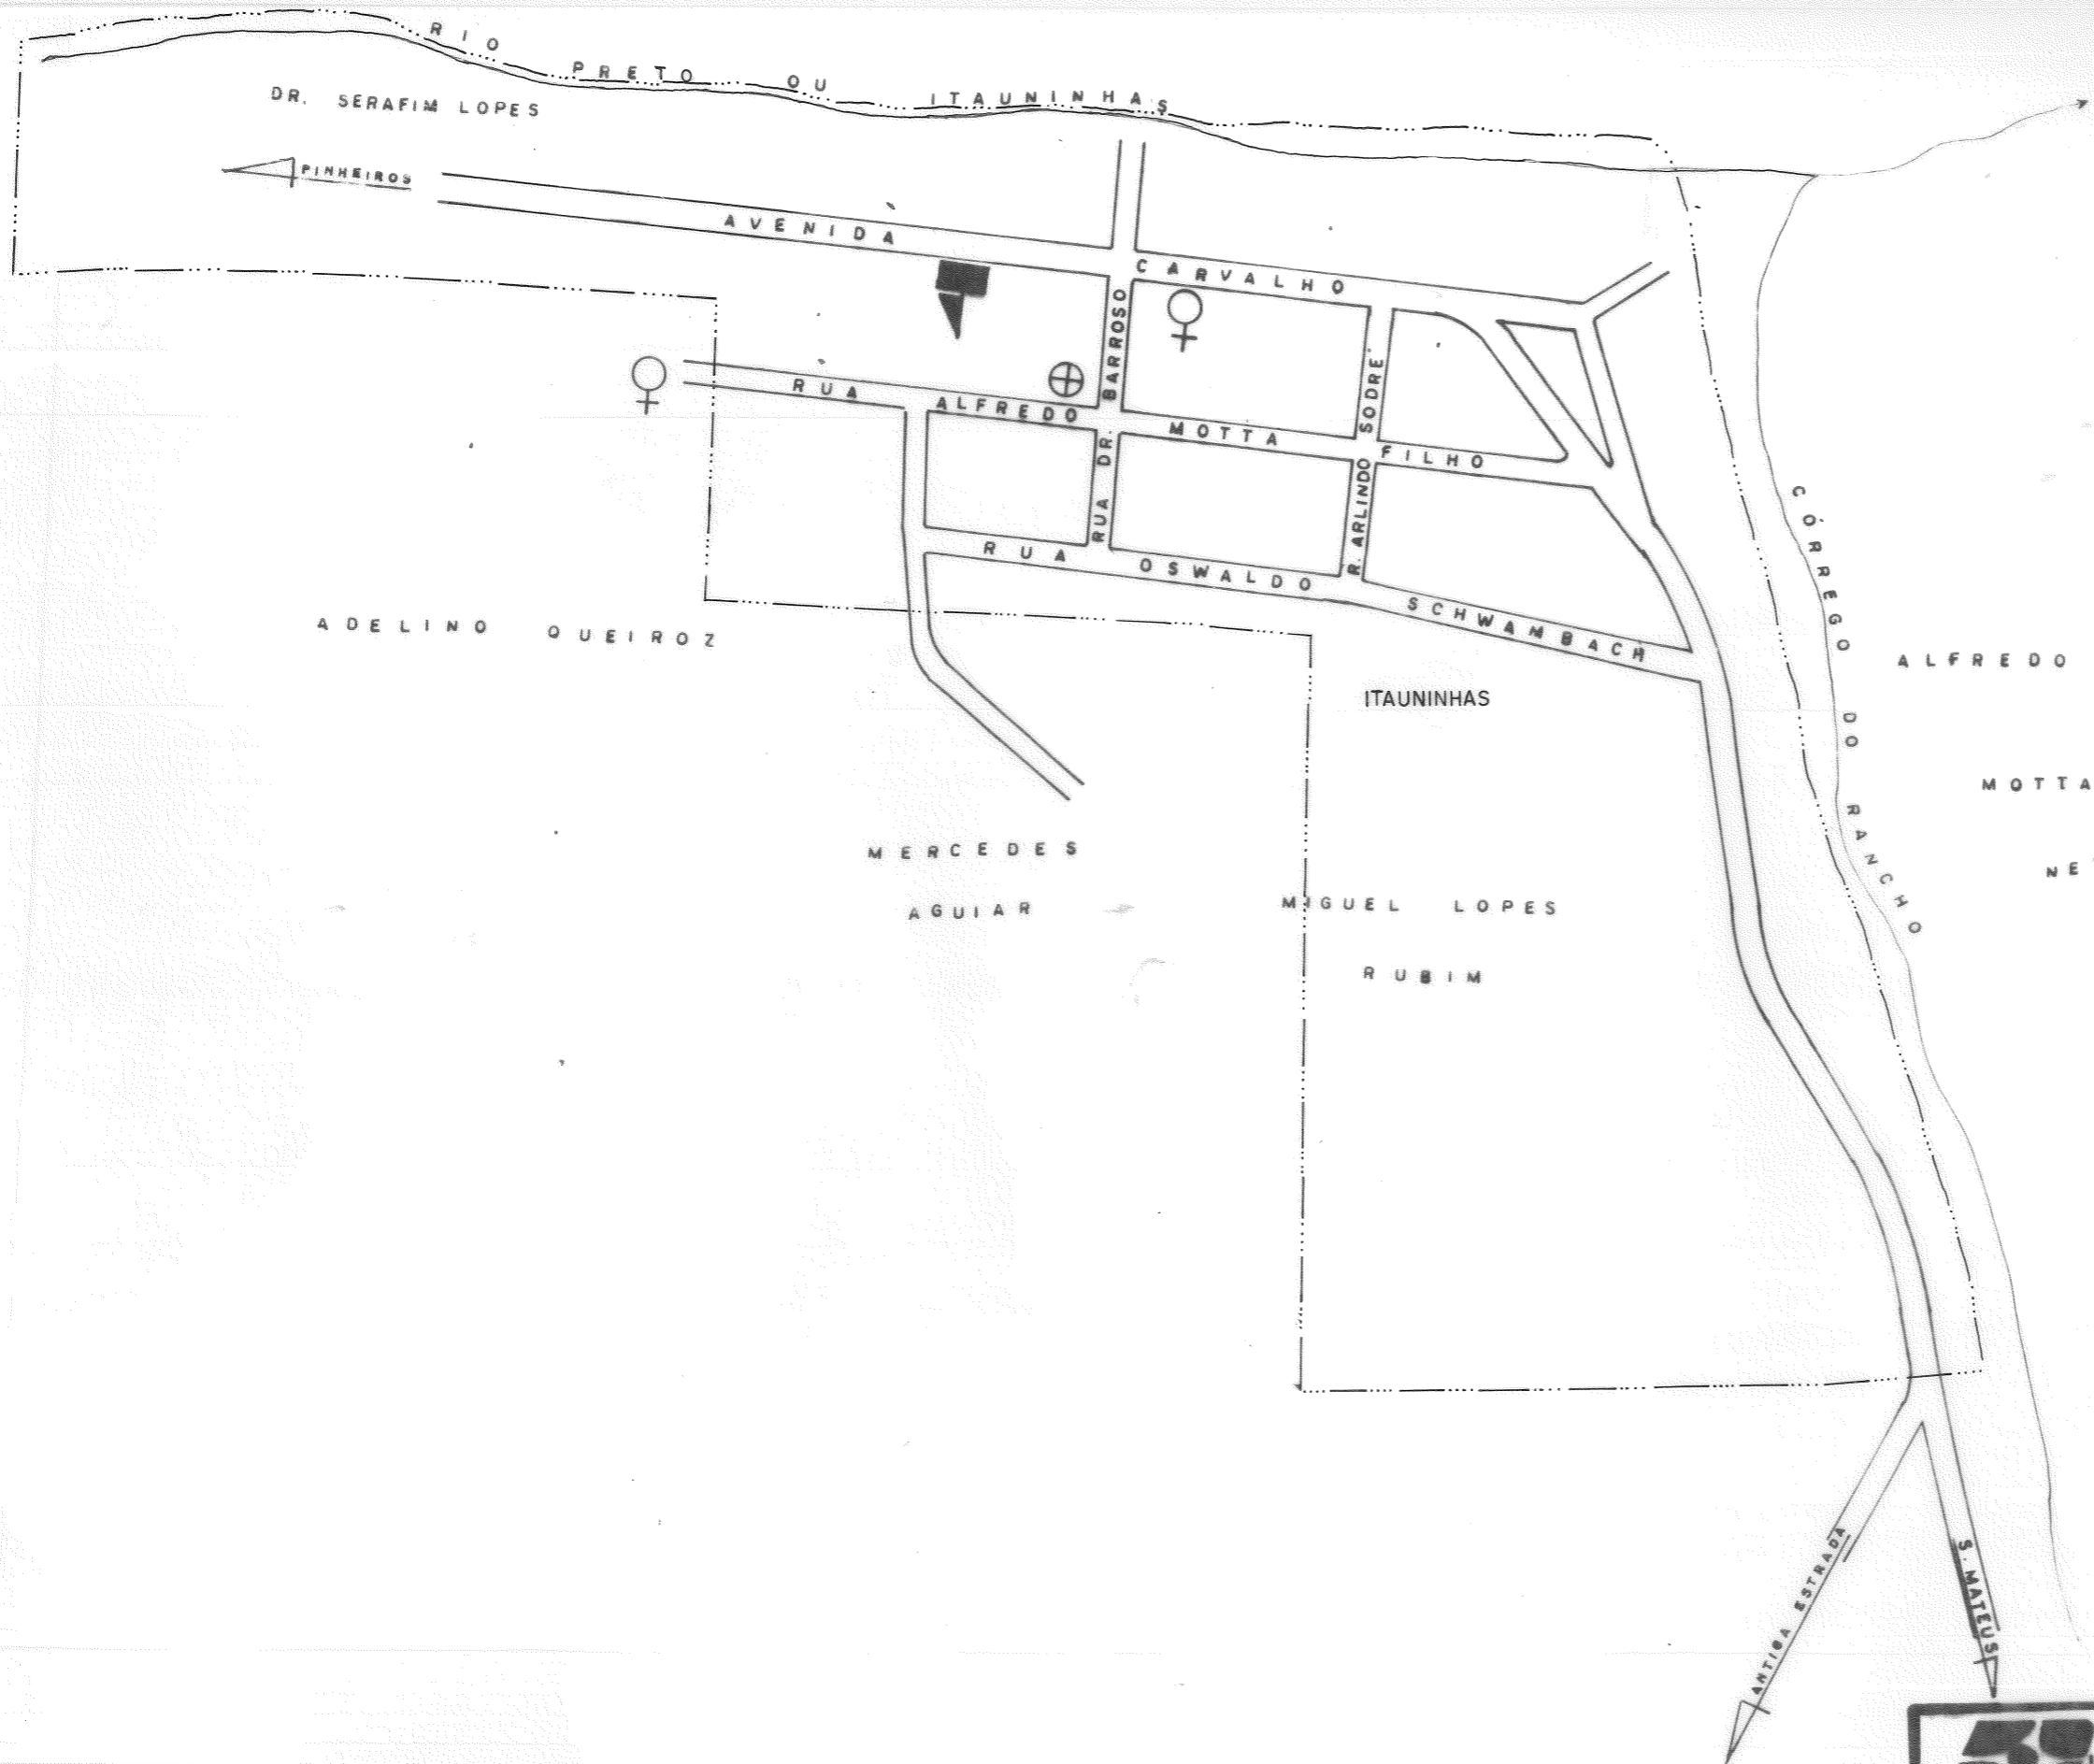 RIO PRETO OU ITAUNINHAS
DR. SERAFIM LOPES
PINHEIROS
AVENIDA CARVALHO
RUA ALFREDO MOTTA FILHO
RUA DR. BARROSO
R. ARLINDO SODRÉ
RUA OSWALDO SCHWAMBACH
CÓRREGO DO RANCHO
ADELINO QUEIROZ
ITAUNINHAS
ALFREDO
MOTTA
MERCEDES
AGUIAR
MIGUEL LOPES
RUBIM
ANTIGA ESTRADA
S. MATEUS